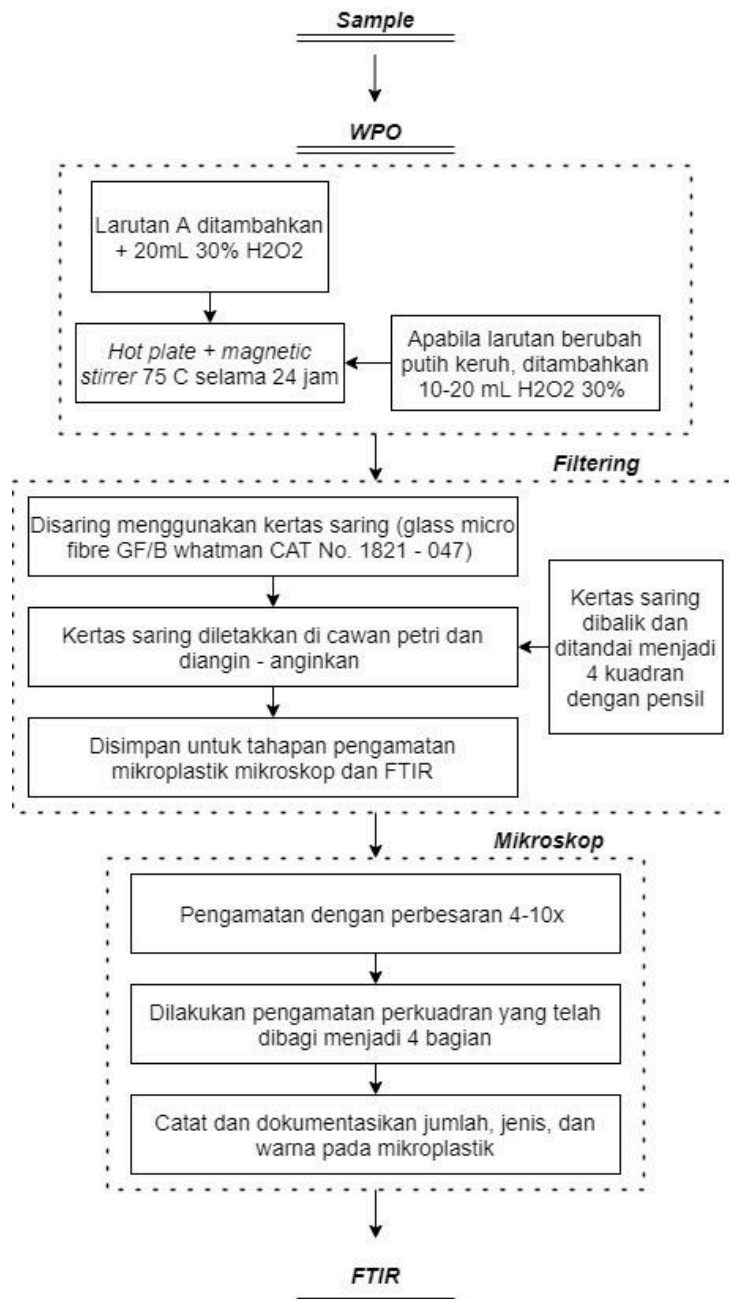 Sample
WPO
Larutan A ditambahkan
+ 20mL 30% H2O2
Hot plate + magnetic
stirrer 75 C selama 24 jam
Apabila larutan berubah
putih keruh, ditambahkan
10-20 mL H2O2 30%
Filtering
Disaring menggunakan kertas saring (glass micro
fibre GF/B whatman CAT No. 1821 - 047)
Kertas saring diletakkan di cawan petri dan
diangin - anginkan
Kertas saring
dibalik dan
ditandai menjadi
4 kuadran
dengan pensil
Disimpan untuk tahapan pengamatan
mikroplastik mikroskop dan FTIR
Mikroskop
Pengamatan dengan perbesaran 4-10x
Dilakukan pengamatan perkuadran yang telah
dibagi menjadi 4 bagian
Catat dan dokumentasikan jumlah, jenis, dan
warna pada mikroplastik
FTIR